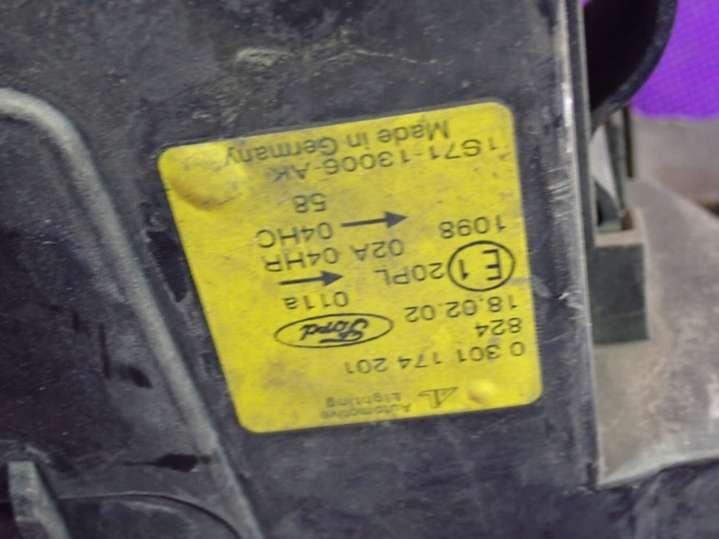 Automotive
Lighting
0 301 174 201
824
18.02.02
Ford
011a
E1
20PL
02A 04HR
04HC
1098
58
1S71-13006-AK
Made in Germany